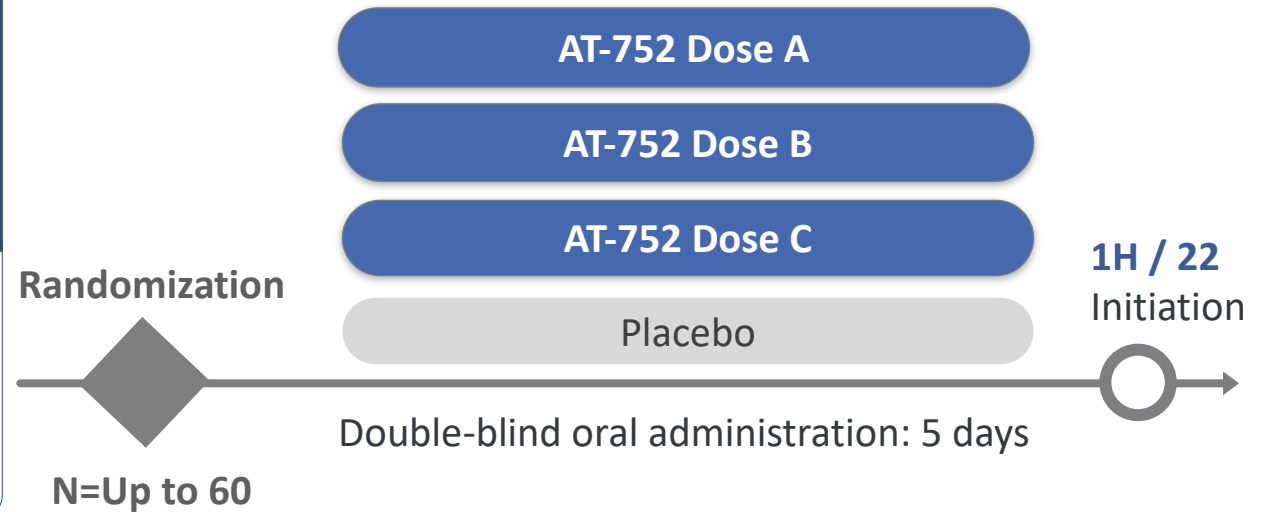 AT-752 Dose A
AT-752 Dose B
AT-752 Dose C
Placebo
Randomization
N=Up to 60
Double-blind oral administration: 5 days
1H / 22
Initiation